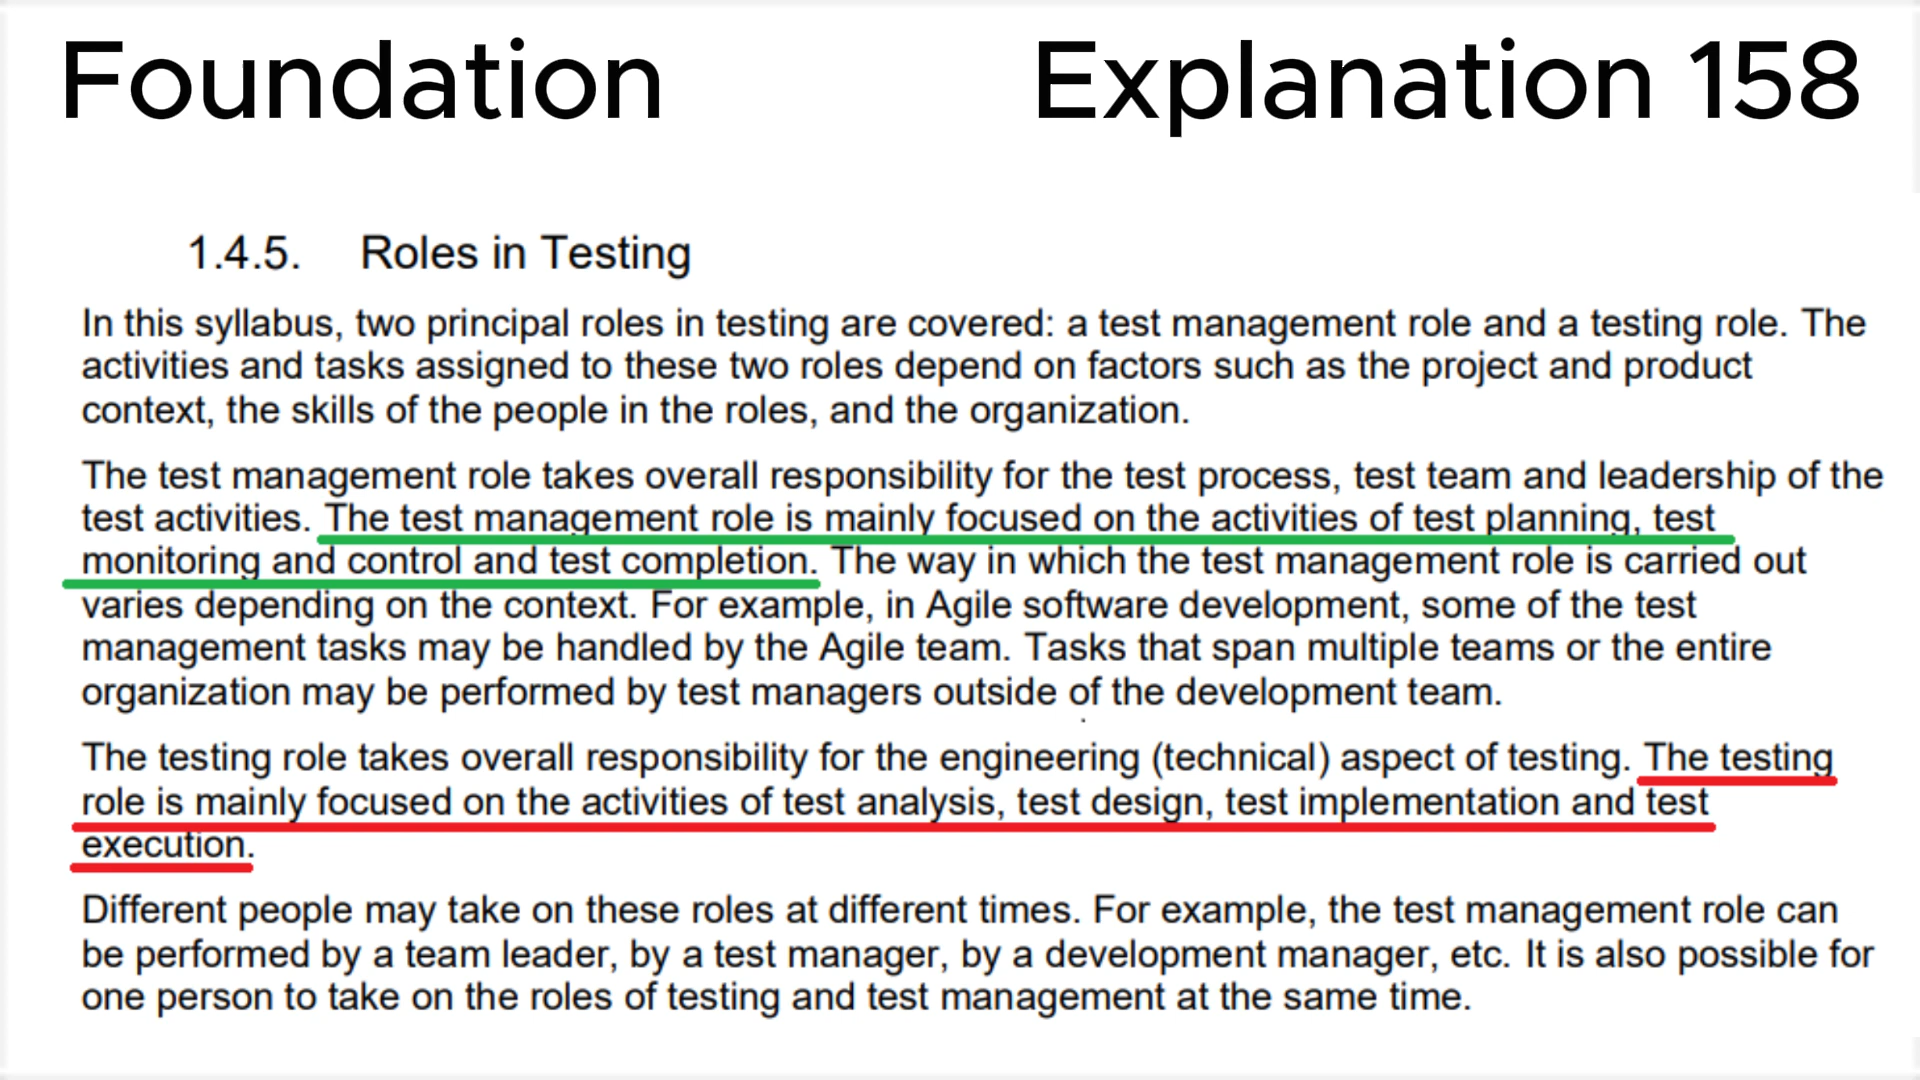 Foundation
Explanation 158
1.4.5. Roles in Testing
In this syllabus, two principal roles in testing are covered: a test management role and a testing role. The
activities and tasks assigned to these two roles depend on factors such as the project and product
context, the skills of the people in the roles, and the organization.
The test management role takes overall responsibility for the test process, test team and leadership of the
test activities. The test management role is mainly focused on the activities of test planning, test
monitoring and control and test completion. The way in which the test management role is carried out
varies depending on the context. For example, in Agile software development, some of the test
management tasks may be handled by the Agile team. Tasks that span multiple teams or the entire
organization may be performed by test managers outside of the development team.
The testing role takes overall responsibility for the engineering (technical) aspect of testing. The testing
role is mainly focused on the activities of test analysis, test design, test implementation and test
execution.
Different people may take on these roles at different times. For example, the test management role can
be performed by a team leader, by a test manager, by a development manager, etc. It is also possible for
one person to take on the roles of testing and test management at the same time.